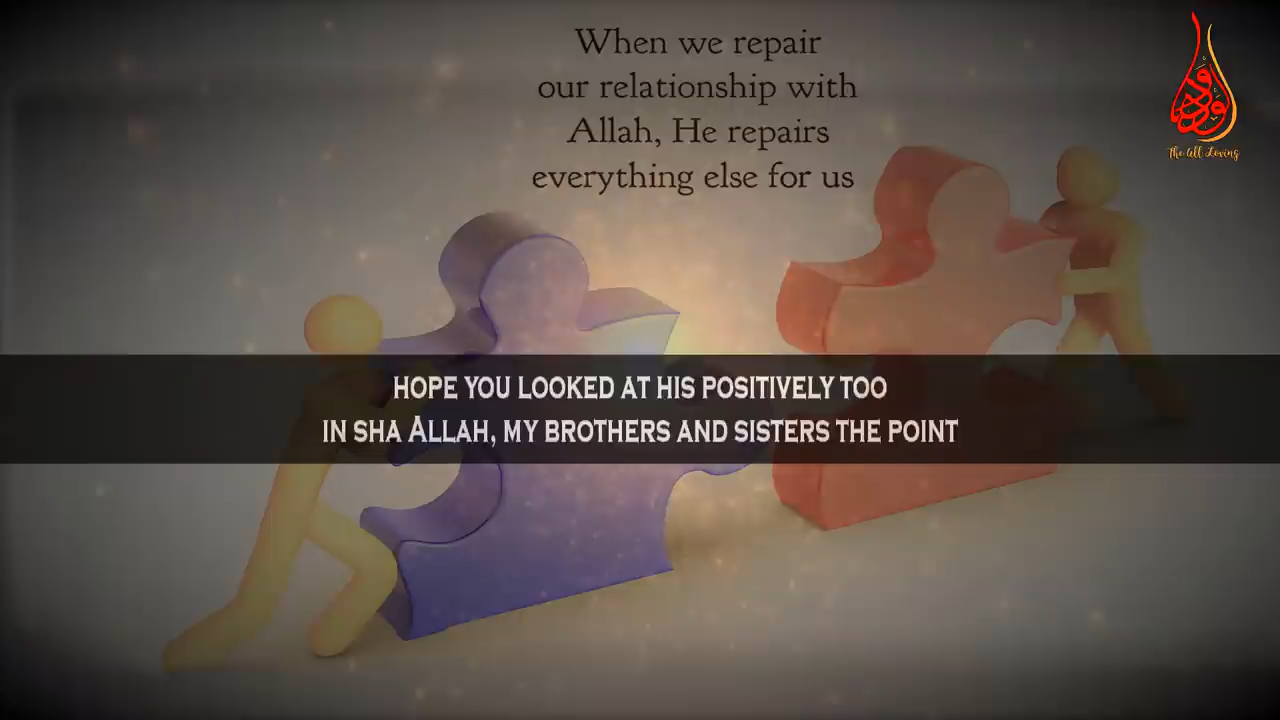 When we repair
our relationship with
Allah, He repairs
everything else for us
الودود
The All Loving
HOPE YOU LOOKED AT HIS POSITIVELY TOO
IN SHA ALLAH, MY BROTHERS AND SISTERS THE POINT